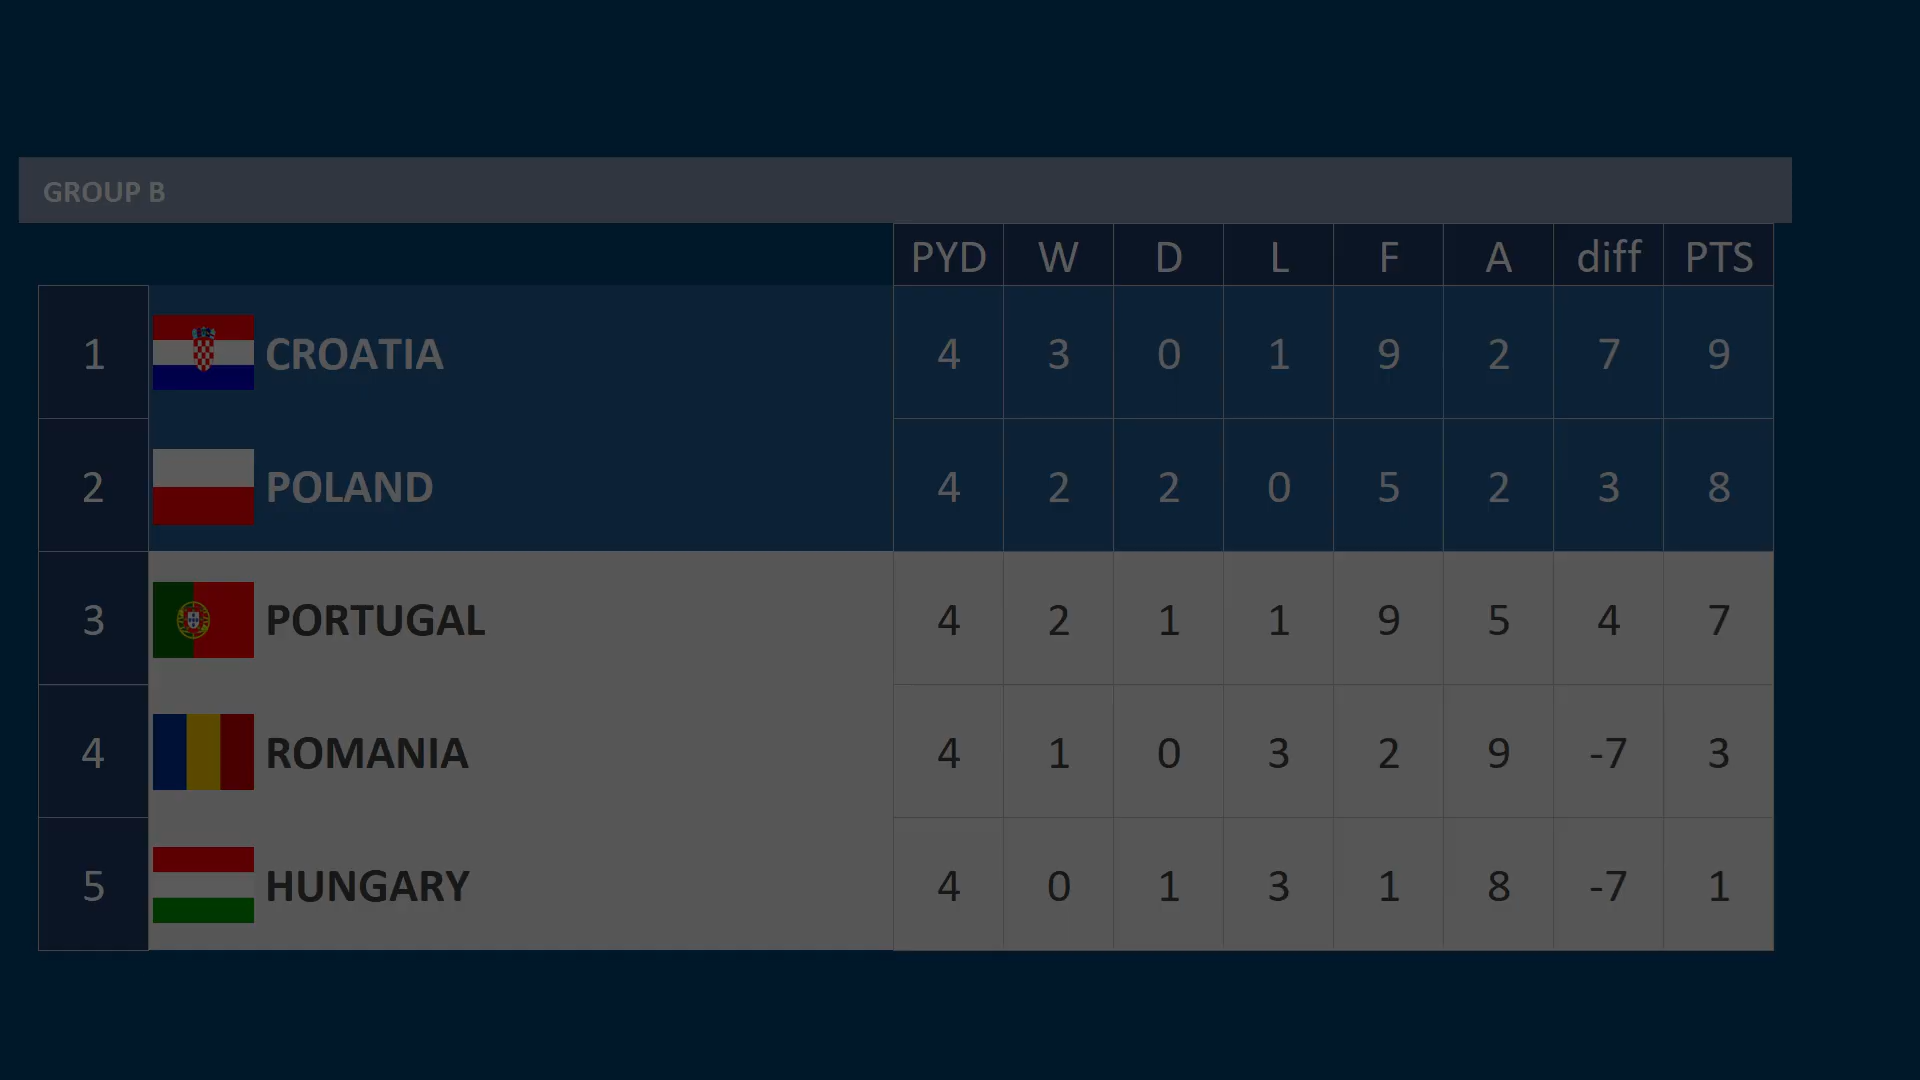 GROUP B
PYD W D L F A diff PTS
1 CROATIA 4 3 0 1 9 2 7 9
2 POLAND 4 2 2 0 5 2 3 8
3 PORTUGAL 4 2 1 1 9 5 4 7
4 ROMANIA 4 1 0 3 2 9 -7 3
5 HUNGARY 4 0 1 3 1 8 -7 1